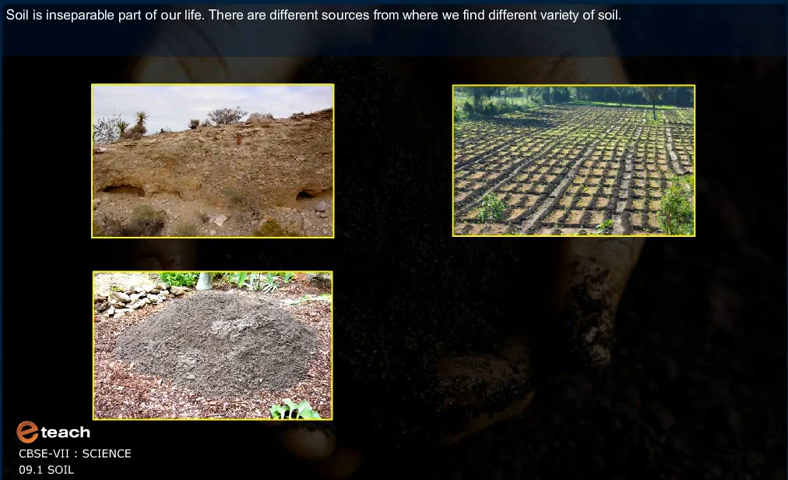 Soil is inseparable part of our life. There are different sources from where we find different variety of soil.
e teach
CBSE-VII : SCIENCE
09.1 SOIL